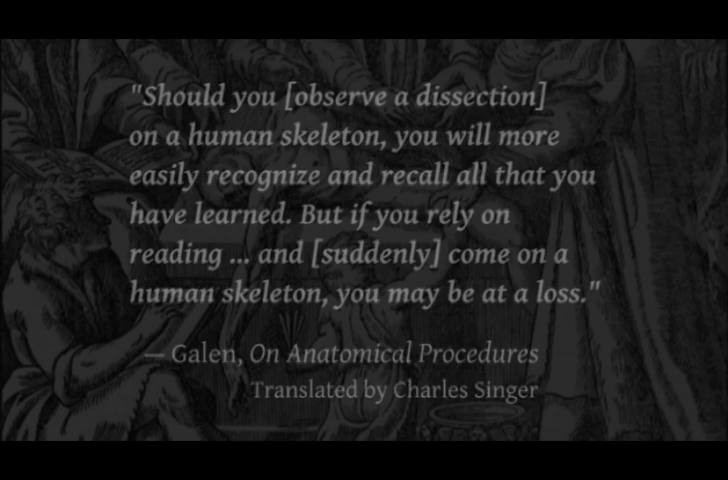 "Should you [observe a dissection]
on a human skeleton, you will more
easily recognize and recall all that you
have learned. But if you rely on
reading ... and [suddenly] come on a
human skeleton, you may be at a loss."
— Galen, On Anatomical Procedures
Translated by Charles Singer